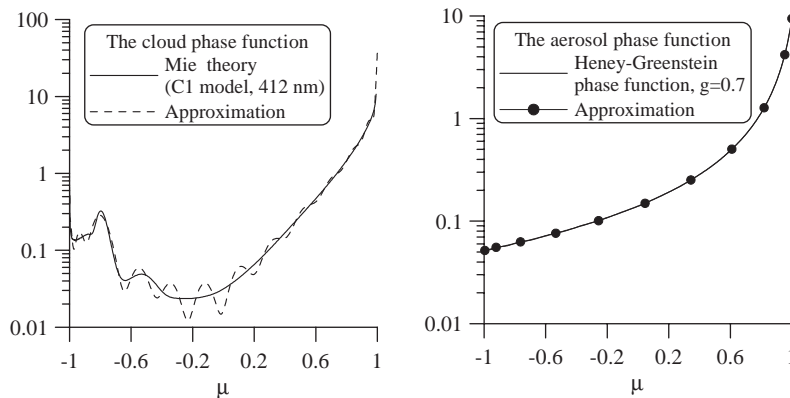 100
10
1
0.1
0.01
The cloud phase function
Mie theory
(C1 model, 412 nm)
Approximation
-1 -0.6 -0.2 0.2 0.6 1
μ
10
1
0.1
0.01
The aerosol phase function
Heney-Greenstein
phase function, g=0.7
Approximation
-1 -0.6 -0.2 0.2 0.6 1
μ